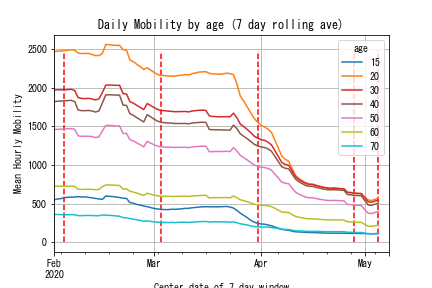 Daily Mobility by age (7 day rolling ave)
Mean Hourly Moblity
2500
2000
1500
1000
500
0
age
15
20
30
40
50
60
70
Feb
2020
Mar
Apr
May
Center date of 7 day window